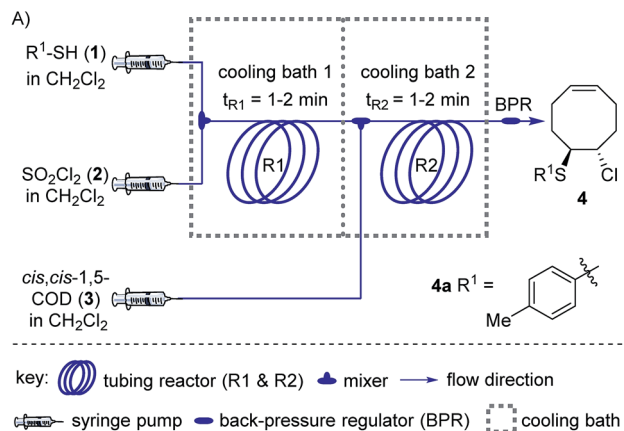 A)
R¹-SH (1)
in CH₂Cl₂
SO₂Cl₂ (2)
in CH₂Cl₂
cis,cis-1,5-
COD (3)
in CH₂Cl₂
cooling bath 1
t_R1 = 1-2 min
R1
cooling bath 2
t_R2 = 1-2 min
R2
BPR
R¹S
Cl
4
4a R¹ =
Me
key: tubing reactor (R1 & R2) mixer flow direction
syringe pump back-pressure regulator (BPR) cooling bath